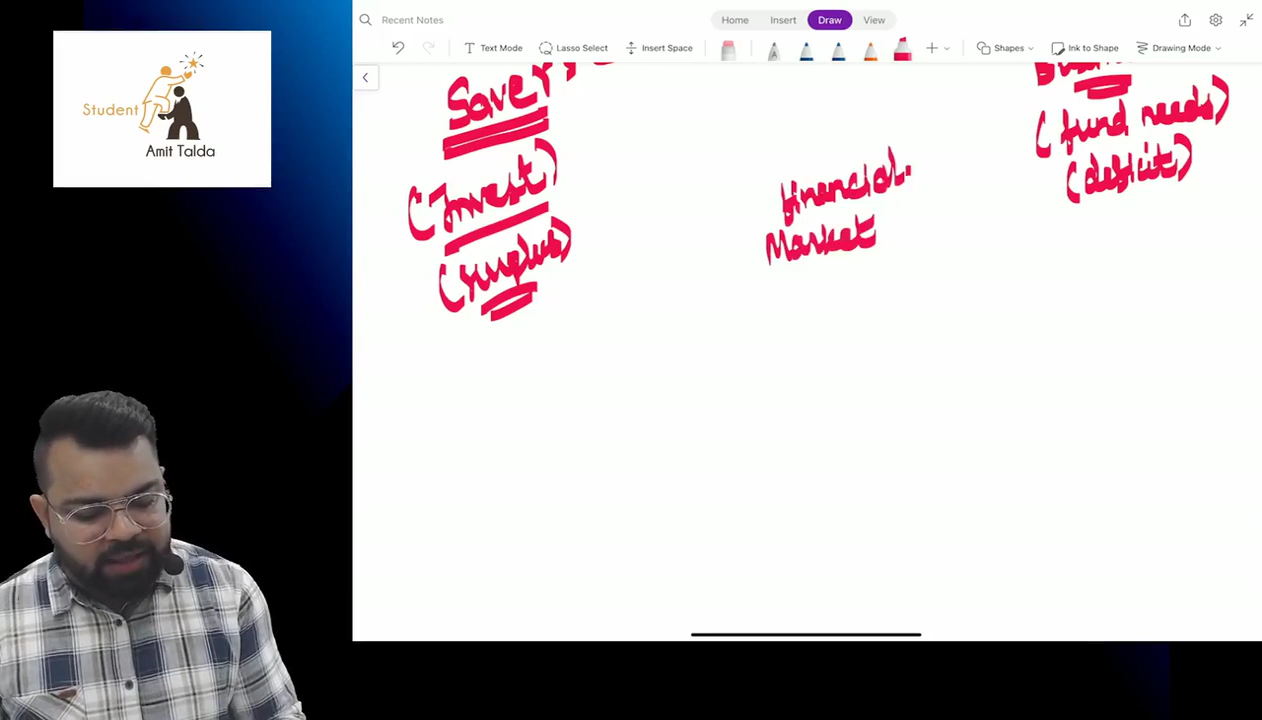 Recent Notes
Home Insert Draw View
Text Mode Lasso Select Insert Space Shapes Ink to Shape Drawing Mode
Student
Amit Talda
Saver
(Invest)
(surplus)
financial
Market
(fund needs)
(deficit)